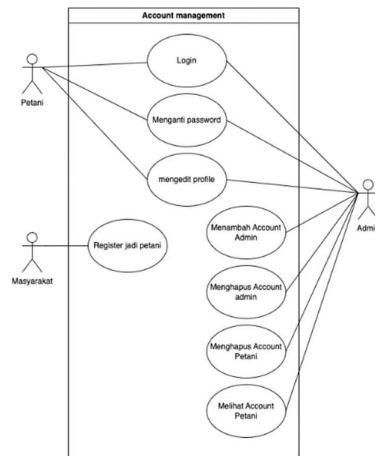 Account management
Login
Petani
Menganti password
mengedit profile
Menambah Account
Admin
Admi
Register jadi petani
Masyarakat
Menghapus Account
admin
Menghapus Account
Petani
Melihat Account
Petani